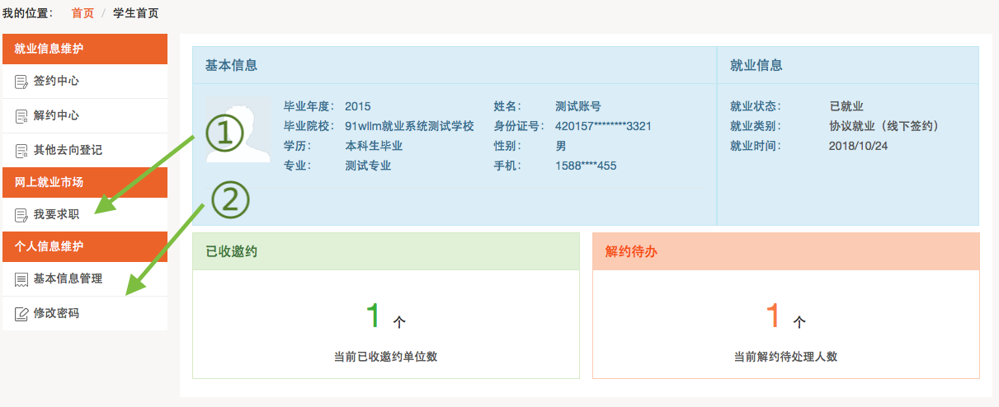 我的位置： 首页 / 学生首页
就业信息维护
签约中心
解约中心
其他去向登记
网上就业市场
我要求职
个人信息维护
基本信息管理
修改密码
基本信息
①
②
毕业年度： 2015 姓名： 测试账号
毕业院校： 91wllm就业系统测试学校 身份证号： 420157********3321
学历： 本科生毕业 性别： 男
专业： 测试专业 手机： 1588****455
就业信息
就业状态： 已就业
就业类别： 协议就业（线下签约）
就业时间： 2018/10/24
已收邀约
1 个
当前已收邀约单位数
解约待办
1 个
当前解约待处理人数